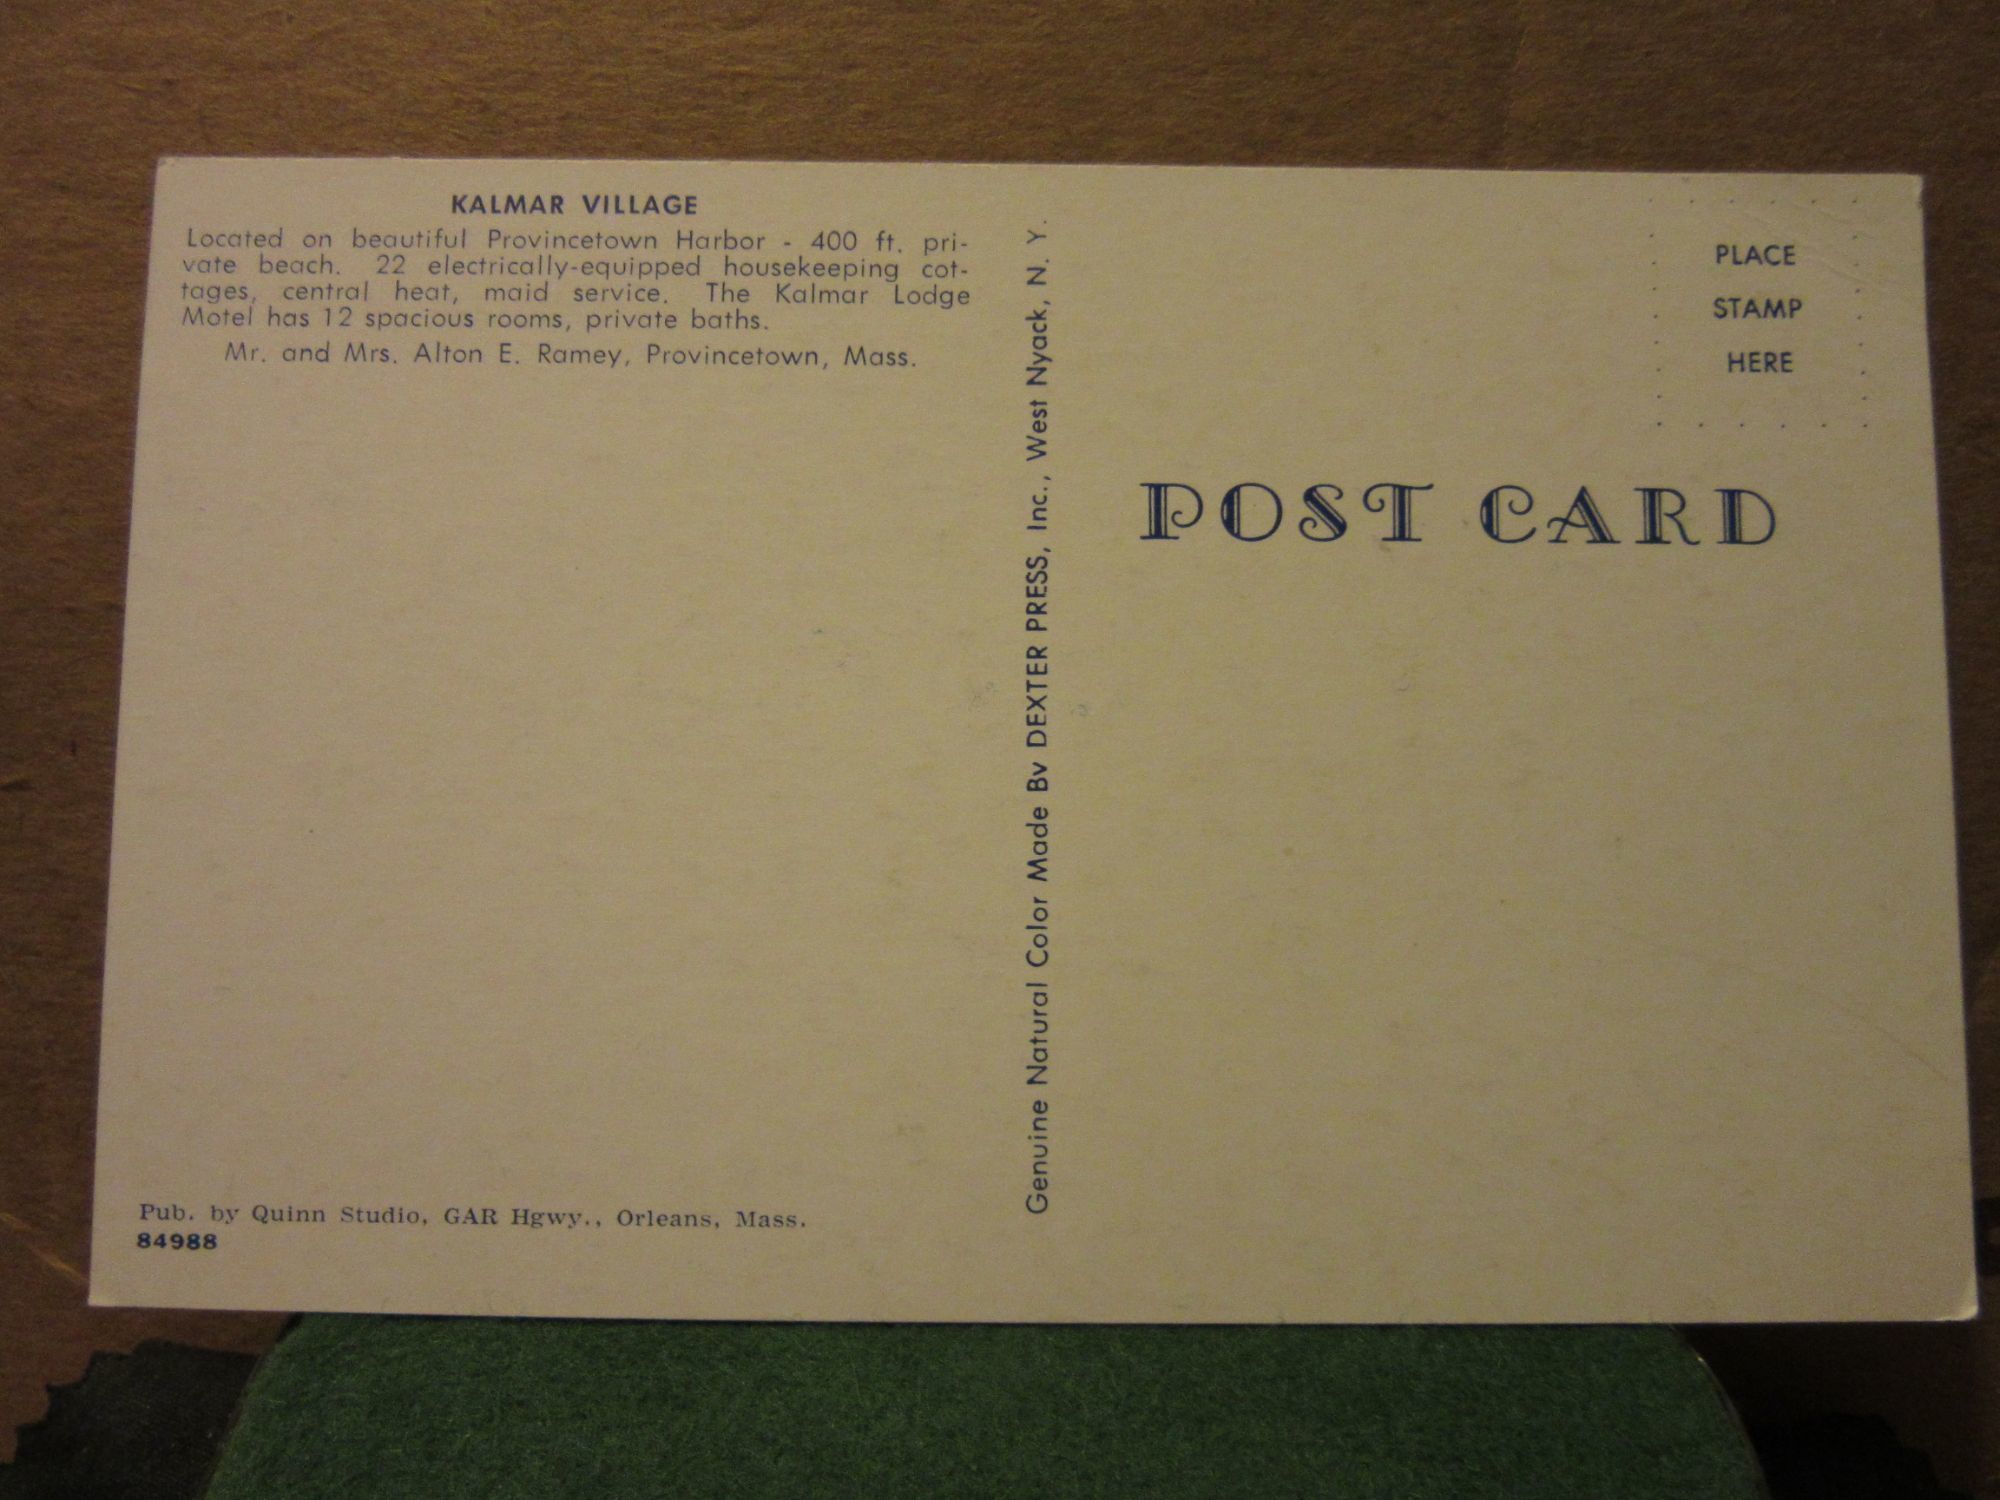 KALMAR VILLAGE
Located on beautiful Provincetown Harbor - 400 ft. pri-
vate beach. 22 electrically-equipped housekeeping cot-
tages, central heat, maid service. The Kalmar Lodge
Motel has 12 spacious rooms, private baths.
Mr. and Mrs. Alton E. Ramey, Provincetown, Mass.
Pub. by Quinn Studio, GAR Hgwy., Orleans, Mass.
84988
Genuine Natural Color Made By DEXTER PRESS, Inc., West Nyack, N. Y.
PLACE
STAMP
HERE
POST CARD